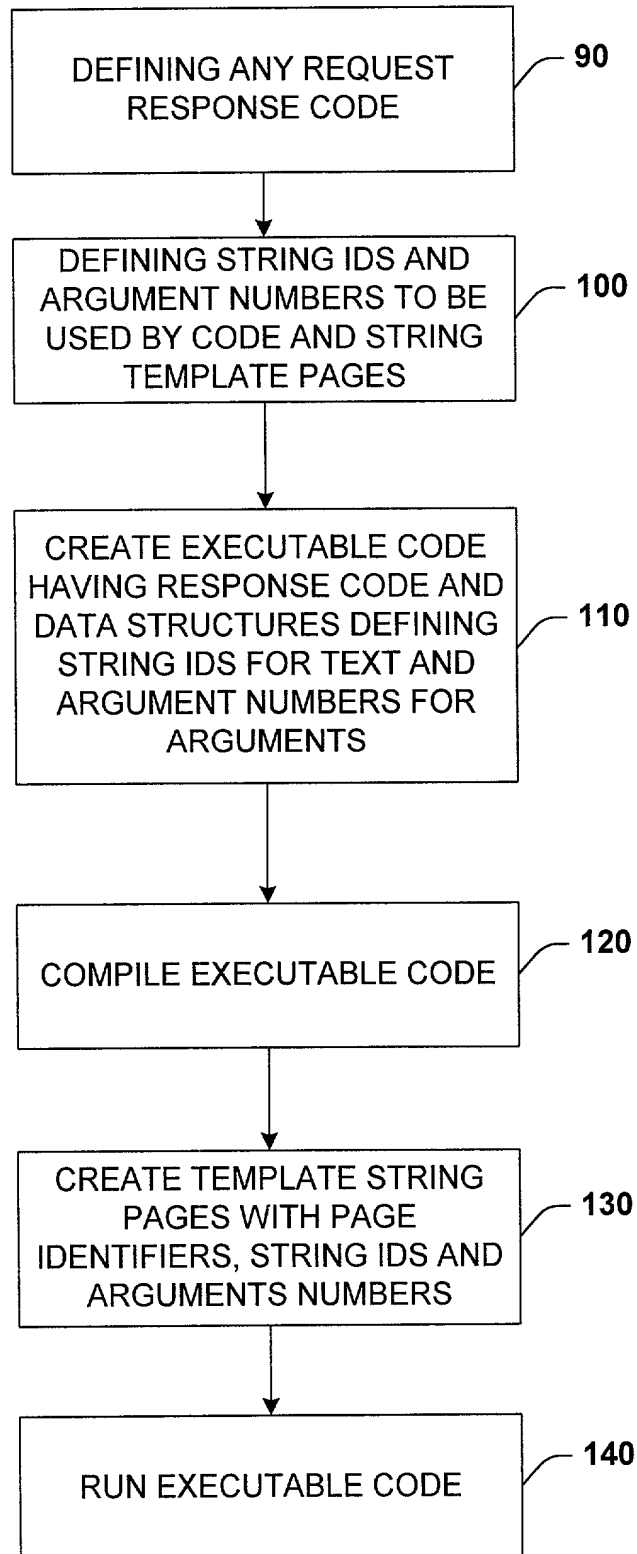 DEFINING ANY REQUEST
RESPONSE CODE
90
DEFINING STRING IDS AND
ARGUMENT NUMBERS TO BE
USED BY CODE AND STRING
TEMPLATE PAGES
100
CREATE EXECUTABLE CODE
HAVING RESPONSE CODE AND
DATA STRUCTURES DEFINING
STRING IDS FOR TEXT AND
ARGUMENT NUMBERS FOR
ARGUMENTS
110
COMPILE EXECUTABLE CODE
120
CREATE TEMPLATE STRING
PAGES WITH PAGE
IDENTIFIERS, STRING IDS AND
ARGUMENTS NUMBERS
130
RUN EXECUTABLE CODE
140